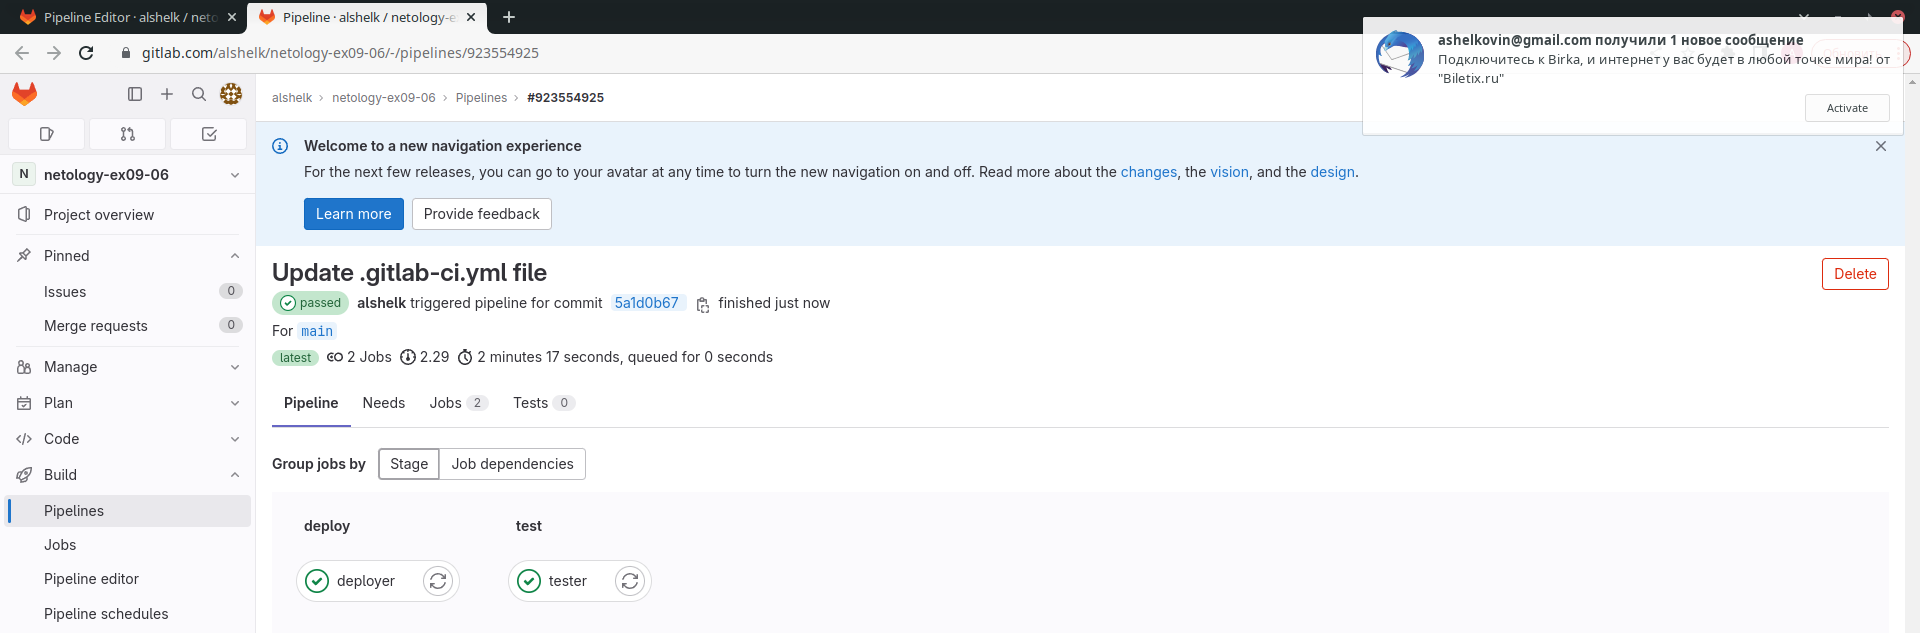 Pipeline Editor · alshelk / neto
Pipeline · alshelk / netology-e
gitlab.com/alshelk/netology-ex09-06/-/pipelines/923554925
ashelkovin@gmail.com получили 1 новое сообщение
Подключитесь к Birka, и интернет у вас будет в любой точке мира! от
"Biletix.ru"
Activate
alshelk › netology-ex09-06 › Pipelines › #923554925
Welcome to a new navigation experience
For the next few releases, you can go to your avatar at any time to turn the new navigation on and off. Read more about the changes, the vision, and the design.
Learn more
Provide feedback
N netology-ex09-06
Project overview
Pinned
Issues 0
Merge requests 0
Manage
Plan
Code
Build
Pipelines
Jobs
Pipeline editor
Pipeline schedules
Update .gitlab-ci.yml file
Delete
passed alshelk triggered pipeline for commit 5a1d0b67 finished just now
For main
latest 2 Jobs 2.29 2 minutes 17 seconds, queued for 0 seconds
Pipeline Needs Jobs 2 Tests 0
Group jobs by Stage Job dependencies
deploy test
deployer tester